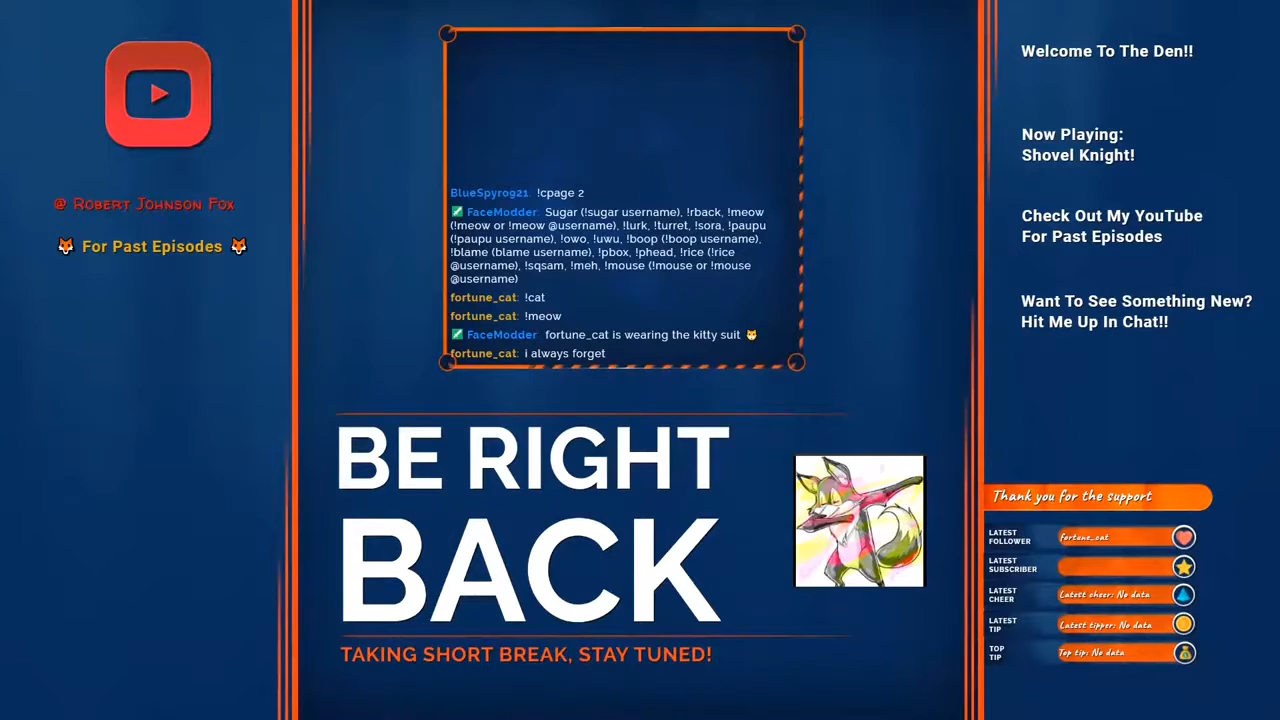 @ Robert Johnson Fox
🦊 For Past Episodes 🦊
BlueSpyro921: !cpage 2
FaceModder: Sugar (!sugar username), !rback, !meow
(!meow or !meow @username), !lurk, !turret, !sora, !paupu
(!paupu username), !owo, !uwu, !boop (!boop username),
!blame (blame username), !pbox, !phead, !rice (!rice
@username), !sqsam, !meh, !mouse (!mouse or !mouse
@username)
fortune_cat: !cat
fortune_cat: !meow
FaceModder: fortune_cat is wearing the kitty suit 🐱
fortune_cat: i always forget
BE RIGHT
BACK
TAKING SHORT BREAK, STAY TUNED!
Welcome To The Den!!
Now Playing:
Shovel Knight!
Check Out My YouTube
For Past Episodes
Want To See Something New?
Hit Me Up In Chat!!
Thank you for the support
LATEST
FOLLOWER
fortune_cat
LATEST
SUBSCRIBER
LATEST
CHEER
Latest cheer: No data
LATEST
TIP
Latest tipper: No data
TOP
TIP
Top tip: No data